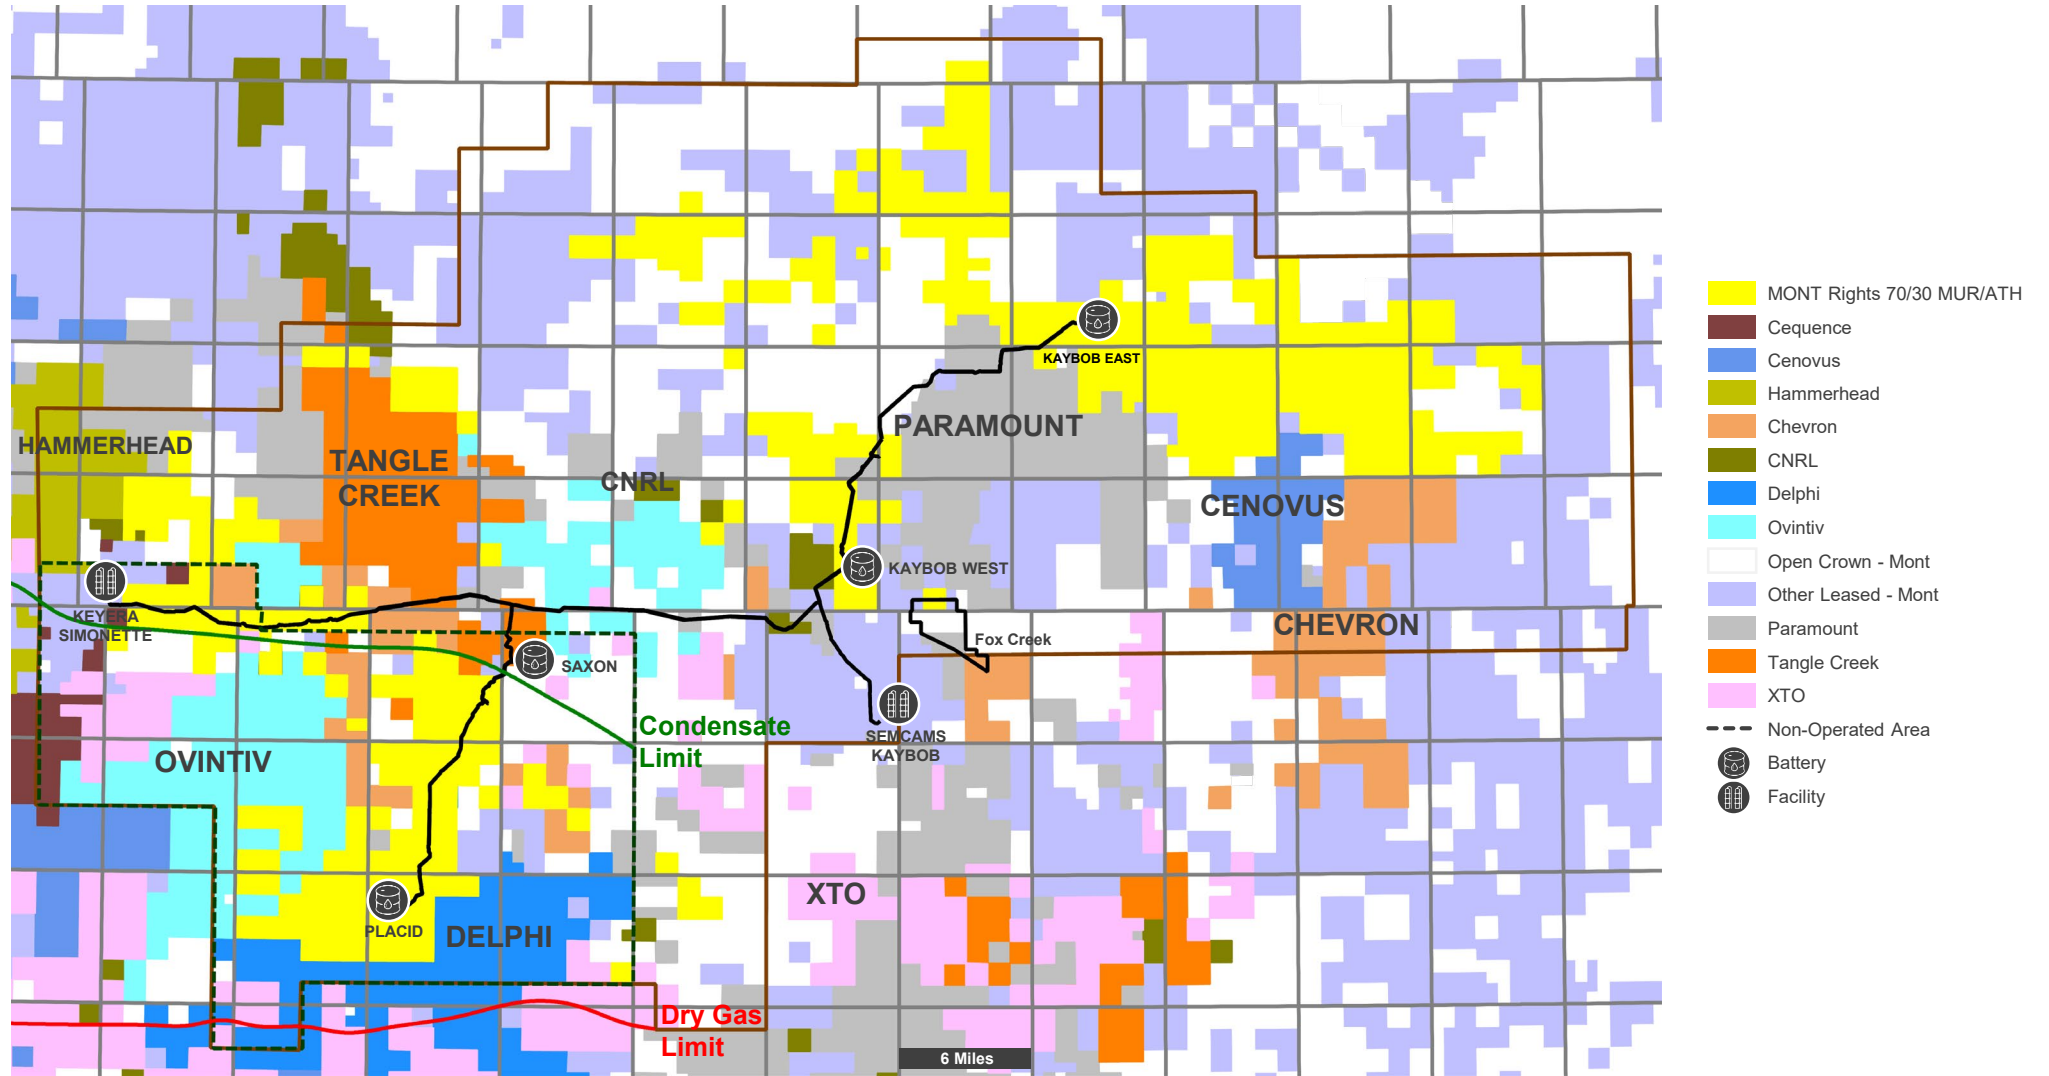 KAYBOB EAST
PARAMOUNT
HAMMERHEAD
TANGLE
CREEK
CNRL
CENOVUS
KAYBOB WEST
KEYERA
SIMONETTE
CHEVRON
Fox Creek
SAXON
Condensate
Limit
SEMCAMS
KAYBOB
OVINTIV
XTO
PLACID
DELPHI
Dry Gas
Limit
6 Miles
MONT Rights 70/30 MUR/ATH
Cequence
Cenovus
Hammerhead
Chevron
CNRL
Delphi
Ovintiv
Open Crown - Mont
Other Leased - Mont
Paramount
Tangle Creek
XTO
Non-Operated Area
Battery
Facility